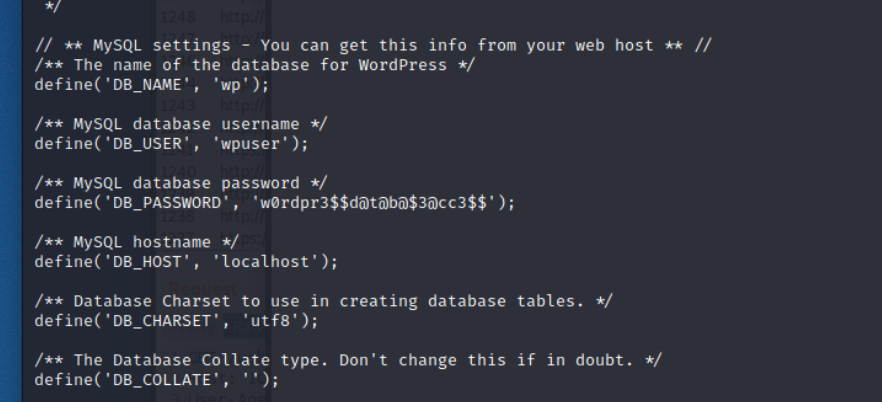 */
// ** MySQL settings - You can get this info from your web host ** //
/** The name of the database for WordPress */
define('DB_NAME', 'wp');
/** MySQL database username */
define('DB_USER', 'wpuser');
/** MySQL database password */
define('DB_PASSWORD', 'w0rdpr3$$d@t@b@$3@cc3$$');
/** MySQL hostname */
define('DB_HOST', 'localhost');
/** Database Charset to use in creating database tables. */
define('DB_CHARSET', 'utf8');
/** The Database Collate type. Don't change this if in doubt. */
define('DB_COLLATE', '');